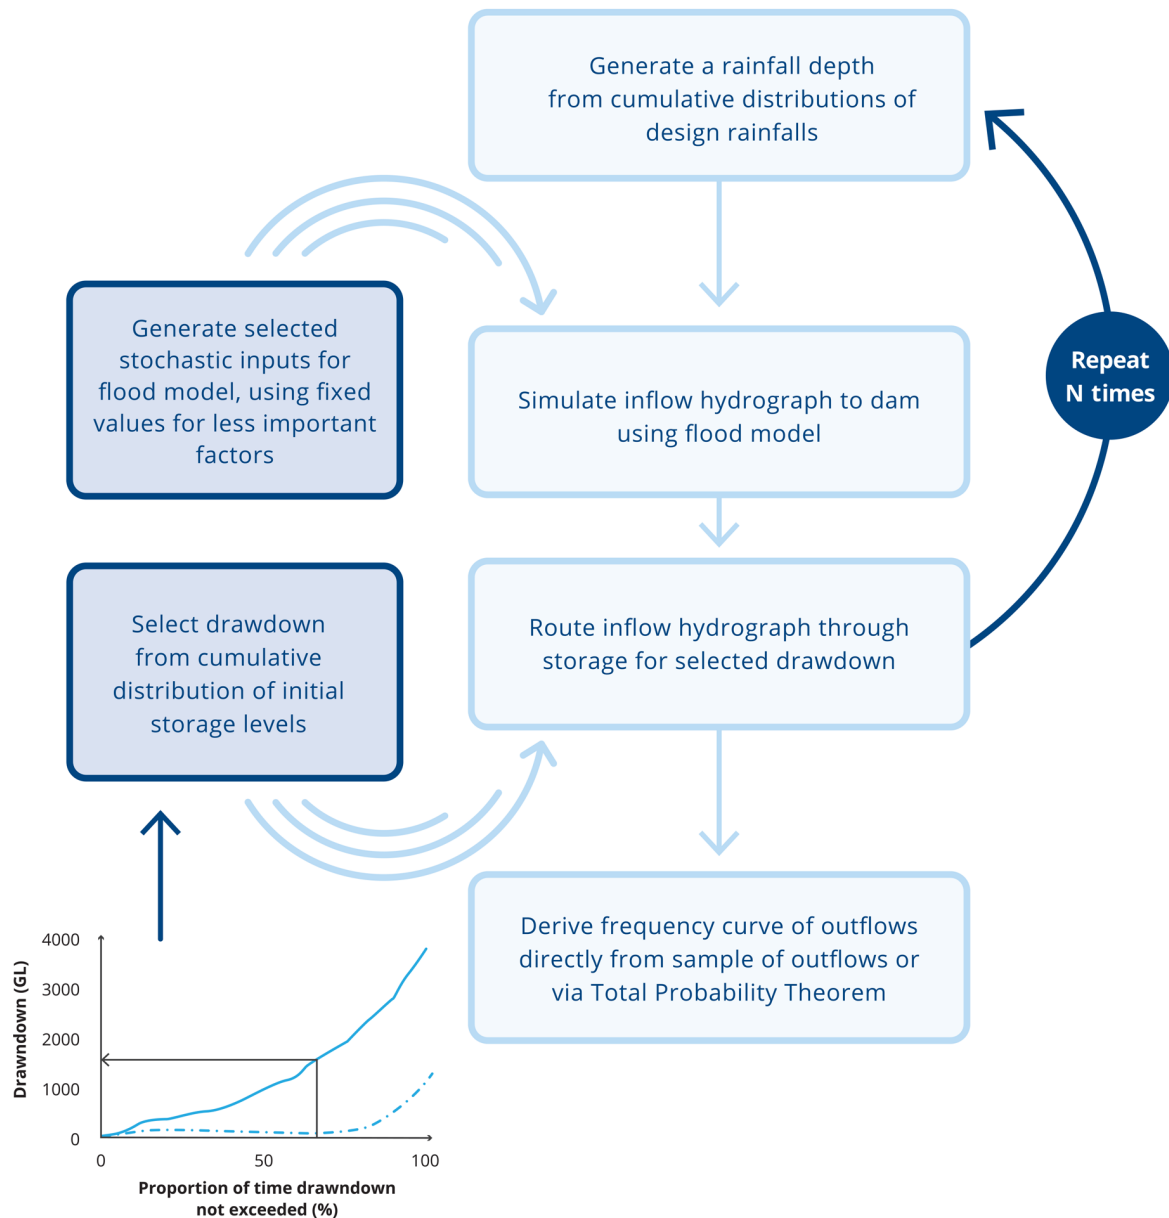 Generate a rainfall depth
from cumulative distributions of
design rainfalls
Generate selected
stochastic inputs for
flood model, using fixed
values for less important
factors
Simulate inflow hydrograph to dam
using flood model
Repeat
N times
Select drawdown
from cumulative
distribution of initial
storage levels
Route inflow hydrograph through
storage for selected drawdown
Derive frequency curve of outflows
directly from sample of outflows or
via Total Probability Theorem
Drawndown (GL)
4000
3000
2000
1000
0
0 50 100
Proportion of time drawndown
not exceeded (%)